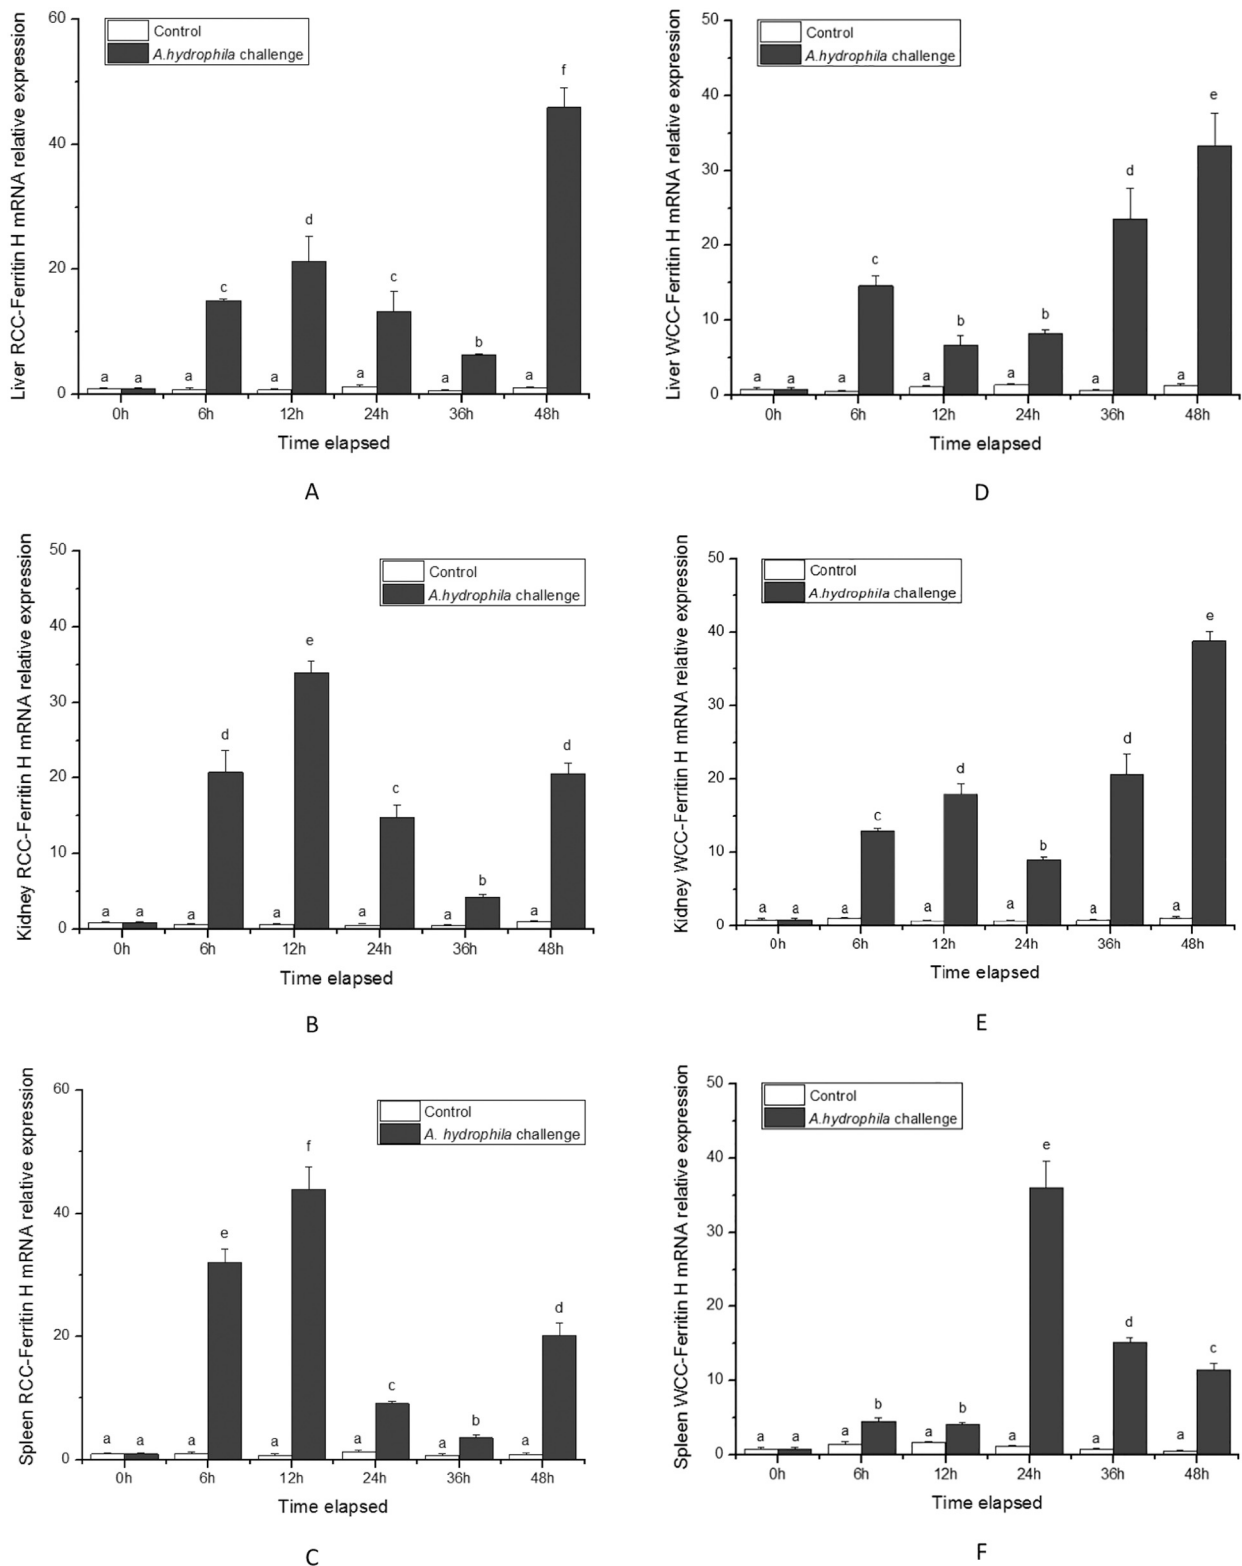 Liver RCC-Ferritin H mRNA relative expression
60
40
20
0
Control
A.hydrophila challenge
a a a c a d a c a b a f
0h 6h 12h 24h 36h 48h
Time elapsed
A
Liver WCC-Ferritin H mRNA relative expression
50
40
30
20
10
0
Control
A.hydrophila challenge
a a a c a b a b a d a e
0h 6h 12h 24h 36h 48h
Time elapsed
D
Kidney RCC-Ferritin H mRNA relative expression
50
40
30
20
10
0
Control
A.hydrophila challenge
a a a d a e a c a b a d
0h 6h 12h 24h 36h 48h
Time elapsed
B
Kidney WCC-Ferritin H mRNA relative expression
50
40
30
20
10
0
Control
A.hydrophila challenge
a a a c a d a b a d a e
0h 6h 12h 24h 36h 48h
Time elapsed
E
Spleen RCC-Ferritin H mRNA relative expression
60
40
20
0
Control
A. hydrophila challenge
a a a e a f a c a b a d
0h 6h 12h 24h 36h 48h
Time elapsed
C
Spleen WCC-Ferritin H mRNA relative expression
50
40
30
20
10
0
Control
A.hydrophila challenge
a a a b a b a e a d a c
0h 6h 12h 24h 36h 48h
Time elapsed
F